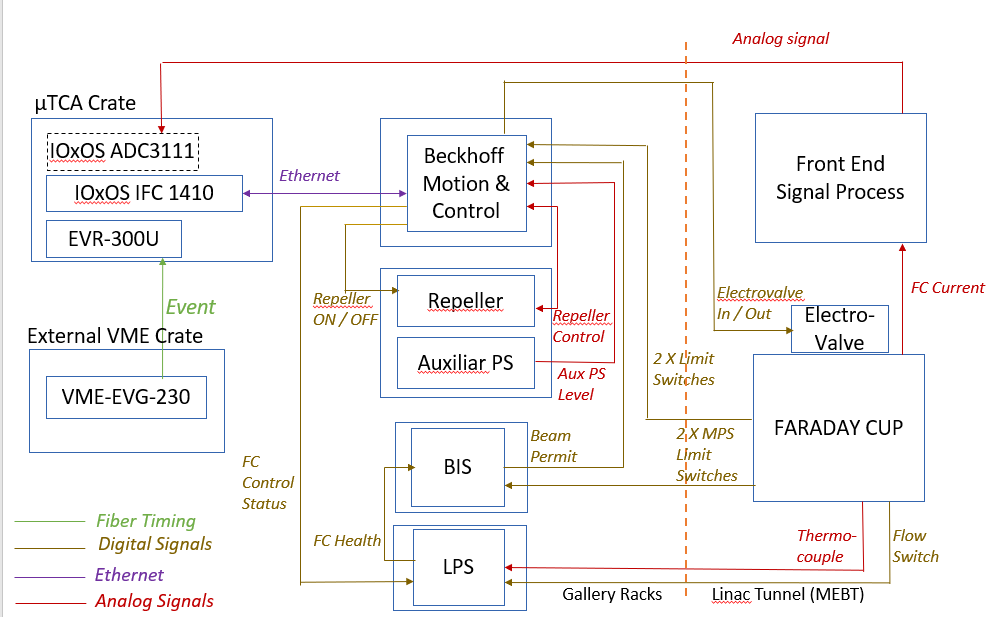 Analog signal
µTCA Crate
IOxOS ADC3111
IOxOS IFC 1410
EVR-300U
Ethernet
Beckhoff
Motion &
Control
Front End
Signal Process
Event
External VME Crate
VME-EVG-230
Repeller
ON / OFF
Repeller
Auxiliar PS
Repeller
Control
Aux PS
Level
Electrovalve
In / Out
Electro-
Valve
FC Current
2 X Limit
Switches
FARADAY CUP
2 X MPS
Limit
Switches
Beam
Permit
BIS
FC
Control
Status
FC Health
LPS
Thermo-
couple
Flow
Switch
Fiber Timing
Digital Signals
Ethernet
Analog Signals
Gallery Racks
Linac Tunnel (MEBT)